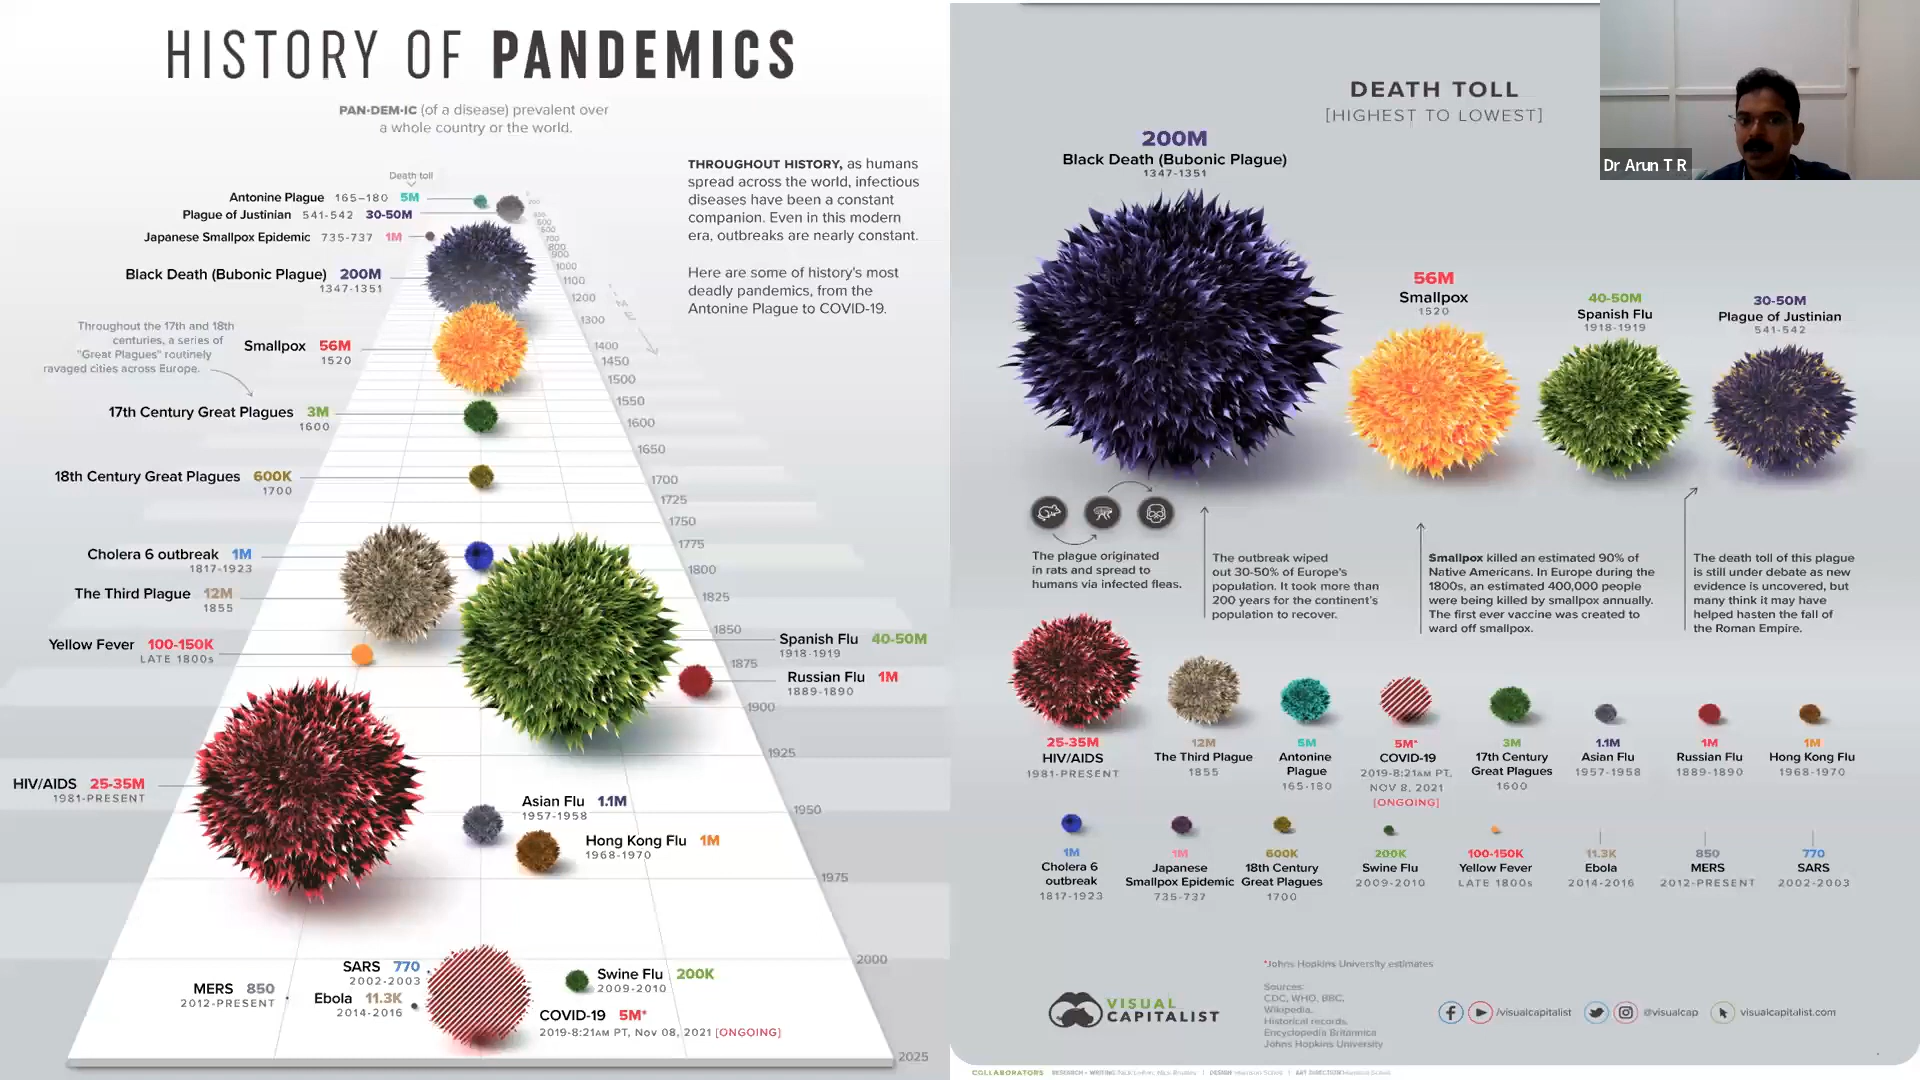 HISTORY OF PANDEMICS
PAN·DEM·IC (of a disease) prevalent over
a whole country or the world.
THROUGHOUT HISTORY, as humans
spread across the world, infectious
diseases have been a constant
companion. Even in this modern
era, outbreaks are nearly constant.
Here are some of history's most
deadly pandemics, from the
Antonine Plague to COVID-19.
Death toll
Antonine Plague 165-180 5M
Plague of Justinian 541-542 30-50M
Japanese Smallpox Epidemic 735-737 1M
Black Death (Bubonic Plague) 200M
1347-1351
Throughout the 17th and 18th
centuries, a series of
"Great Plagues" routinely
ravaged cities across Europe.
Smallpox 56M
1520
17th Century Great Plagues 3M
1600
18th Century Great Plagues 600K
1700
Cholera 6 outbreak 1M
1817-1923
The Third Plague 12M
1855
Yellow Fever 100-150K
LATE 1800s
Spanish Flu 40-50M
1918-1919
Russian Flu 1M
1889-1890
HIV/AIDS 25-35M
1981-PRESENT
Asian Flu 1.1M
1957-1958
Hong Kong Flu 1M
1968-1970
SARS 770
2002-2003
MERS 850
2012-PRESENT
Ebola 11.3K
2014-2016
Swine Flu 200K
2009-2010
COVID-19 5M*
2019-8:21AM PT, Nov 08, 2021 [ONGOING]
200
600
700
800
900
1000
1100
1200
1300
1400
1450
1500
1550
1600
1650
1700
1725
1750
1775
1800
1825
1850
1875
1900
1925
1950
1975
2000
2025
TIME
DEATH TOLL
[HIGHEST TO LOWEST]
Dr Arun T R
200M
Black Death (Bubonic Plague)
1347-1351
56M
Smallpox
1520
40-50M
Spanish Flu
1918-1919
30-50M
Plague of Justinian
541-542
The plague originated
in rats and spread to
humans via infected fleas.
The outbreak wiped
out 30-50% of Europe's
population. It took more than
200 years for the continent's
population to recover.
Smallpox killed an estimated 90% of
Native Americans. In Europe during the
1800s, an estimated 400,000 people
were being killed by smallpox annually.
The first ever vaccine was created to
ward off smallpox.
The death toll of this plague
is still under debate as new
evidence is uncovered, but
many think it may have
helped hasten the fall of
the Roman Empire.
25-35M
HIV/AIDS
1981-PRESENT
12M
The Third Plague
1855
5M
Antonine
Plague
165-180
5M*
COVID-19
2019-8:21AM PT,
NOV 8, 2021
[ONGOING]
3M
17th Century
Great Plagues
1600
1.1M
Asian Flu
1957-1958
1M
Russian Flu
1889-1890
1M
Hong Kong Flu
1968-1970
1M
Cholera 6
outbreak
1817-1923
1M
Japanese
Smallpox Epidemic
735-737
600K
18th Century
Great Plagues
1700
200K
Swine Flu
2009-2010
100-150K
Yellow Fever
LATE 1800s
11.3K
Ebola
2014-2016
850
MERS
2012-PRESENT
770
SARS
2002-2003
*Johns Hopkins University estimates
Sources:
CDC, WHO, BBC,
Wikipedia,
Historical records,
Encyclopedia Britannica
Johns Hopkins University
VISUAL
CAPITALIST
/visualcapitalist
@visualcap
visualcapitalist.com
COLLABORATORS RESEARCH + WRITING | DESIGN | ART DIRECTION